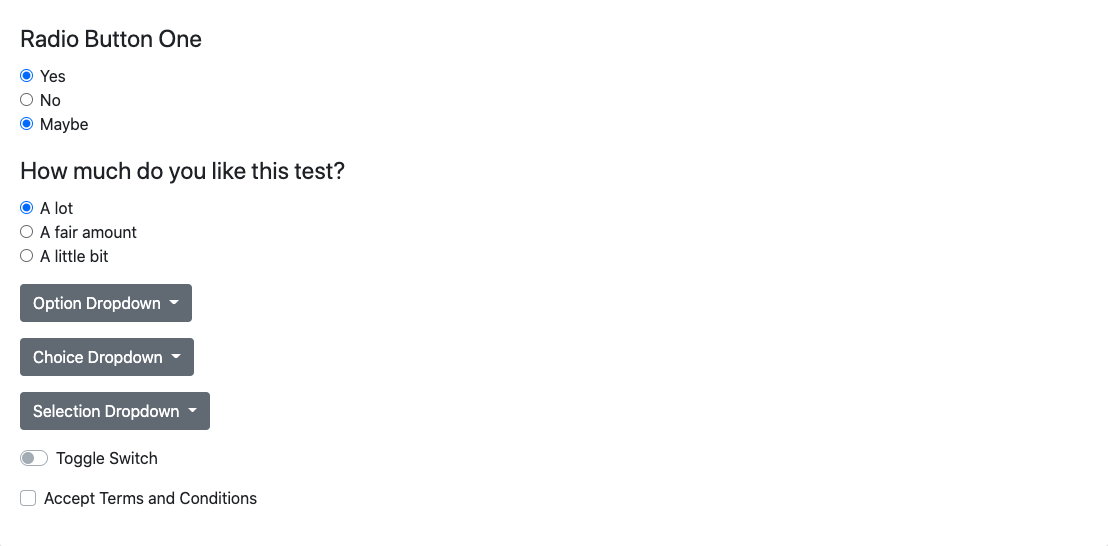 Radio Button One
Yes
No
Maybe
How much do you like this test?
A lot
A fair amount
A little bit
Option Dropdown
Choice Dropdown
Selection Dropdown
Toggle Switch
Accept Terms and Conditions